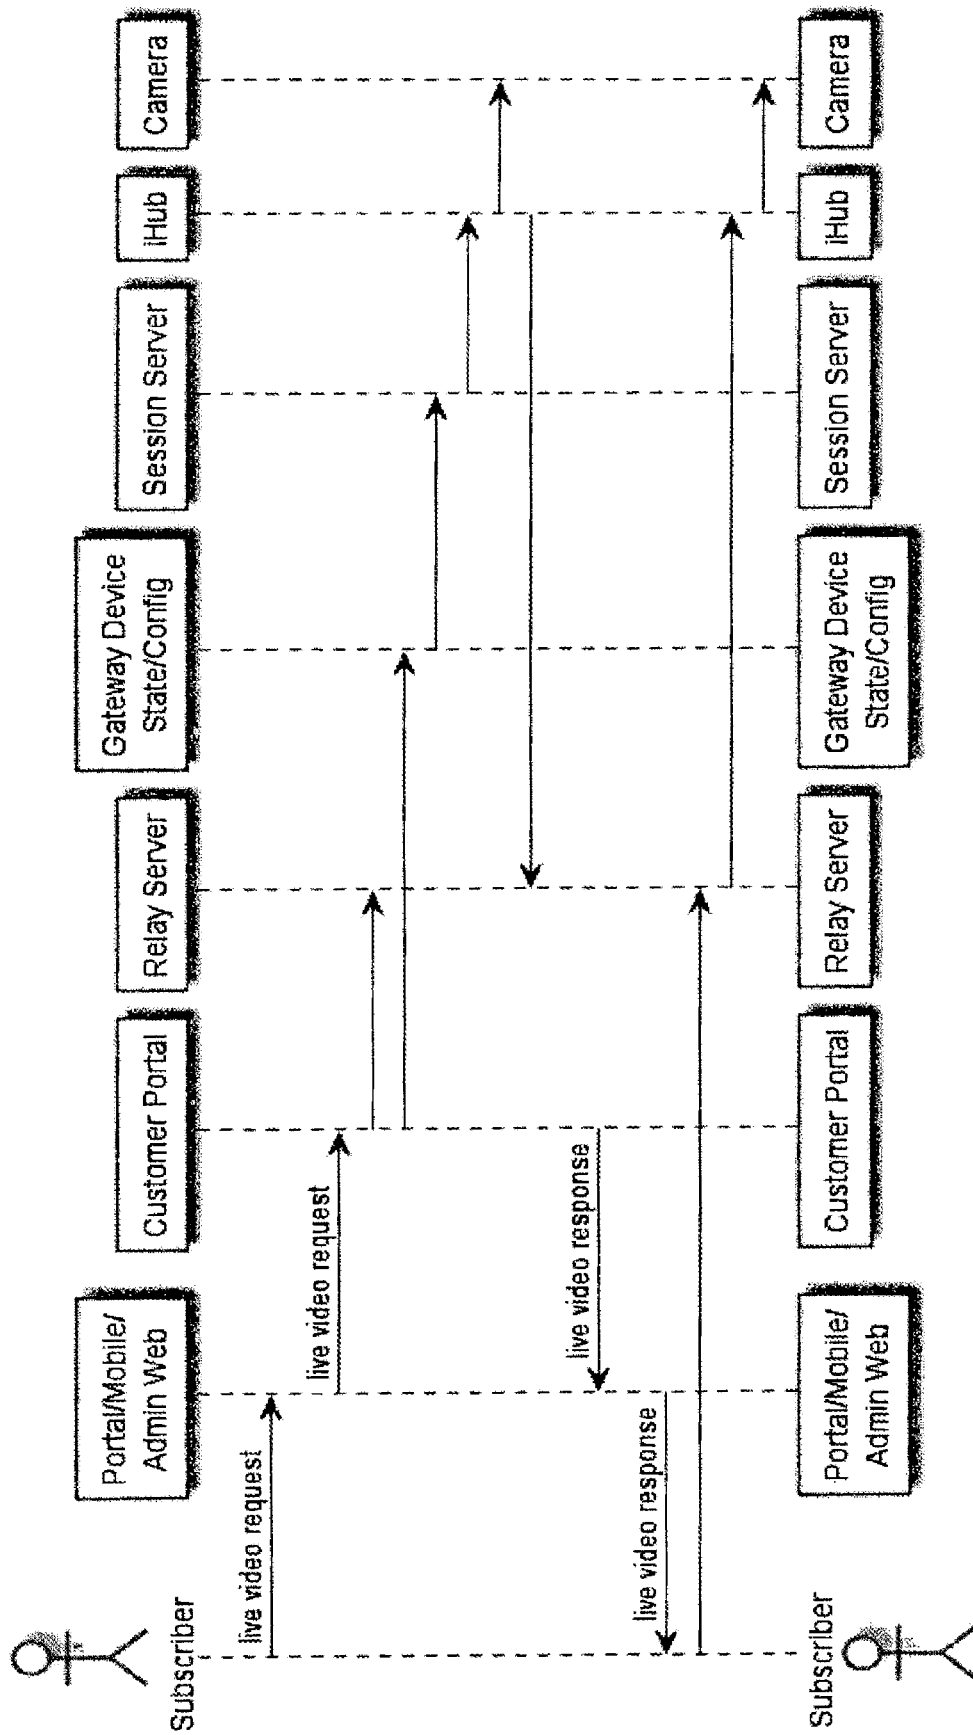 Subscriber
Portal/Mobile/
Admin Web
Customer Portal
Relay Server
Gateway Device
State/Config
Session Server
iHub
Camera
live video request
live video request
live video response
live video response
Subscriber
Portal/Mobile/
Admin Web
Customer Portal
Relay Server
Gateway Device
State/Config
Session Server
iHub
Camera